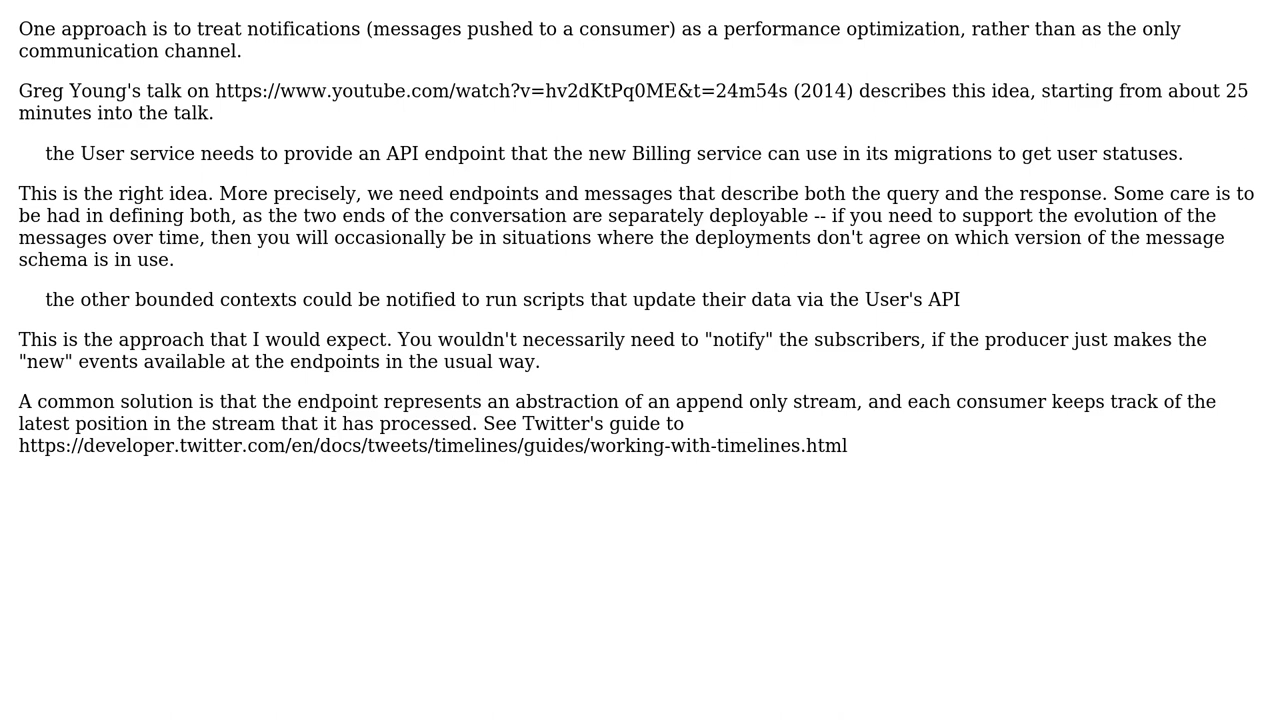 One approach is to treat notifications (messages pushed to a consumer) as a performance optimization, rather than as the only
communication channel.
Greg Young's talk on https://www.youtube.com/watch?v=hv2dKtPq0ME&t=24m54s (2014) describes this idea, starting from about 25
minutes into the talk.
the User service needs to provide an API endpoint that the new Billing service can use in its migrations to get user statuses.
This is the right idea. More precisely, we need endpoints and messages that describe both the query and the response. Some care is to
be had in defining both, as the two ends of the conversation are separately deployable -- if you need to support the evolution of the
messages over time, then you will occasionally be in situations where the deployments don't agree on which version of the message
schema is in use.
the other bounded contexts could be notified to run scripts that update their data via the User's API
This is the approach that I would expect. You wouldn't necessarily need to "notify" the subscribers, if the producer just makes the
"new" events available at the endpoints in the usual way.
A common solution is that the endpoint represents an abstraction of an append only stream, and each consumer keeps track of the
latest position in the stream that it has processed. See Twitter's guide to
https://developer.twitter.com/en/docs/tweets/timelines/guides/working-with-timelines.html